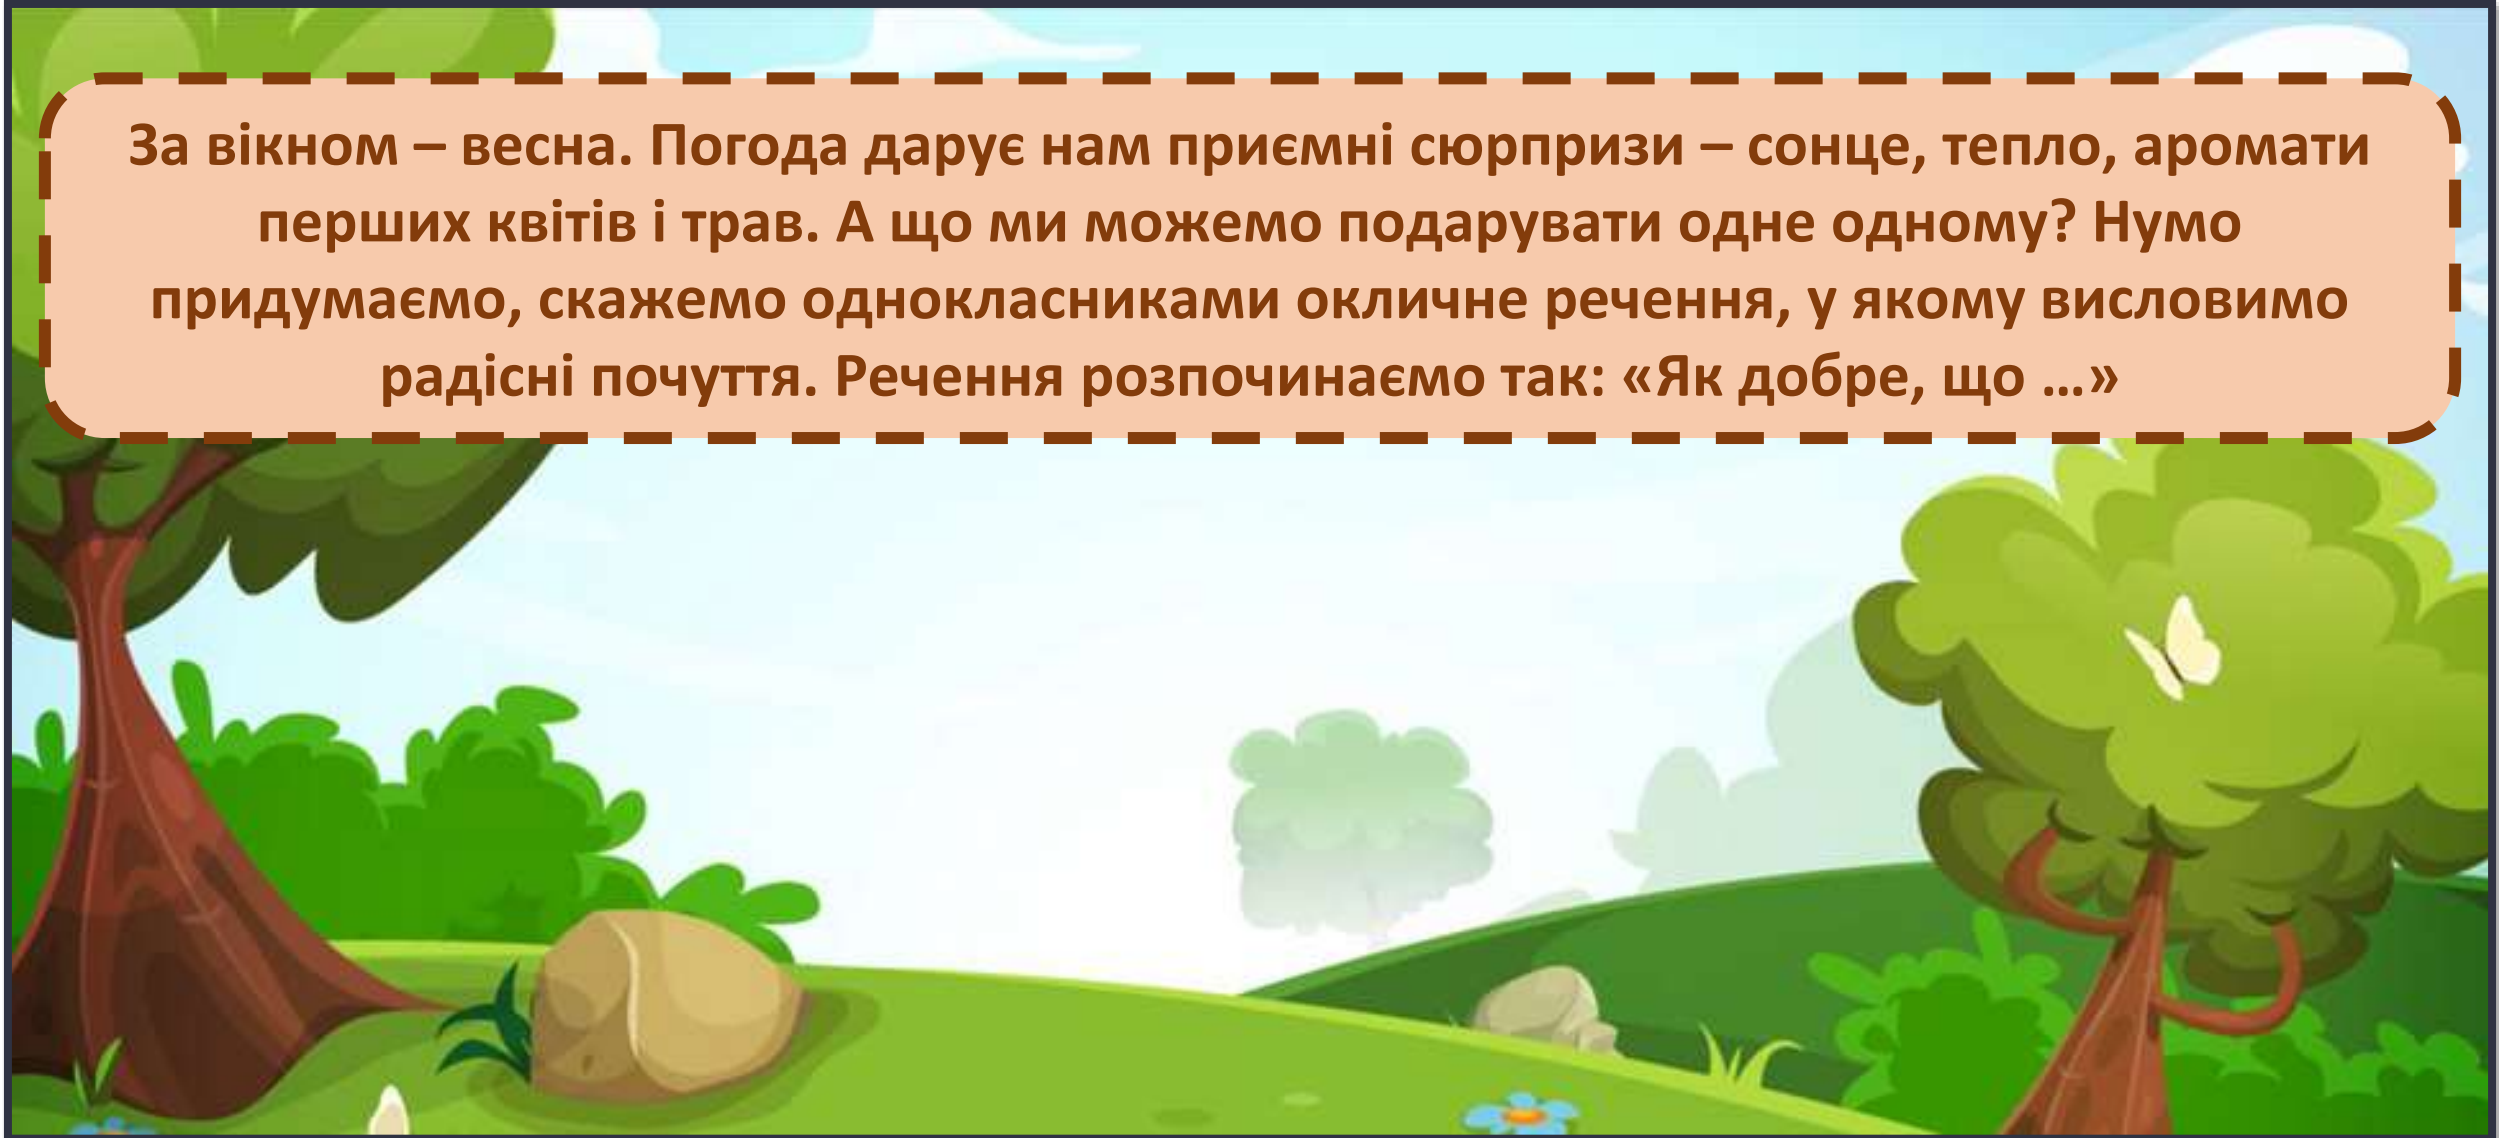 За вікном – весна. Погода дарує нам приємні сюрпризи – сонце, тепло, аромати
перших квітів і трав. А що ми можемо подарувати одне одному? Нумо
придумаємо, скажемо однокласниками окличне речення, у якому висловимо
радісні почуття. Речення розпочинаємо так: «Як добре, що …»